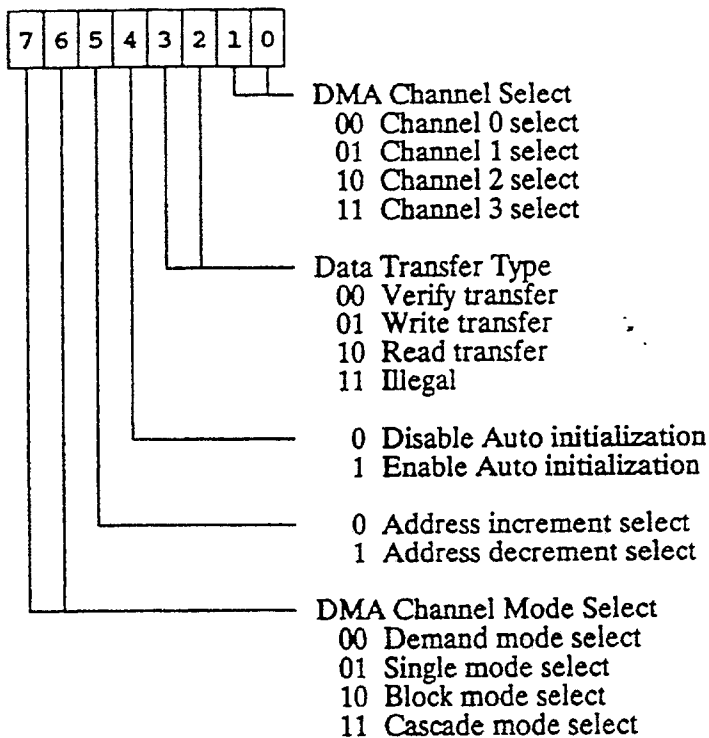 7 6 5 4 3 2 1 0
DMA Channel Select
00 Channel 0 select
01 Channel 1 select
10 Channel 2 select
11 Channel 3 select
Data Transfer Type
00 Verify transfer
01 Write transfer
10 Read transfer
11 Illegal
0 Disable Auto initialization
1 Enable Auto initialization
0 Address increment select
1 Address decrement select
DMA Channel Mode Select
00 Demand mode select
01 Single mode select
10 Block mode select
11 Cascade mode select